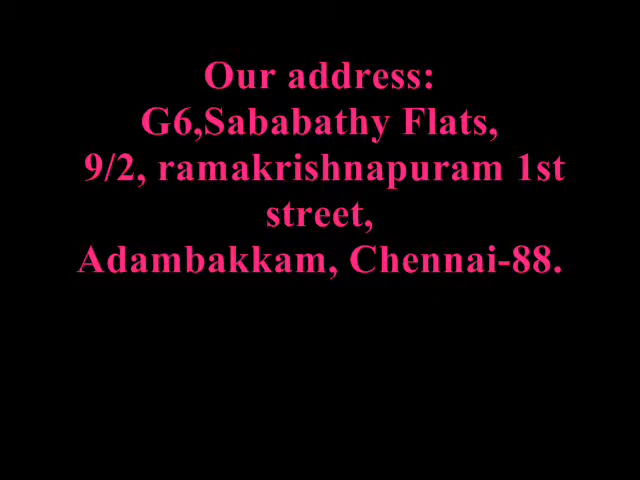 Our address:
G6,Sababathy Flats,
9/2, ramakrishnapuram 1st
street,
Adambakkam, Chennai-88.